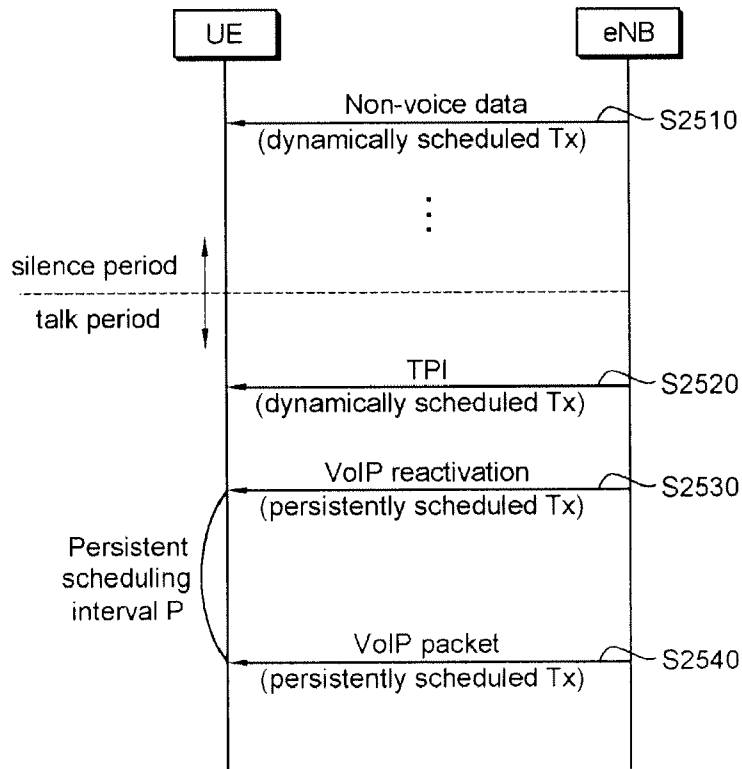 UE
eNB
Non-voice data
(dynamically scheduled Tx)
S2510
silence period
talk period
TPI
(dynamically scheduled Tx)
S2520
VoIP reactivation
(persistently scheduled Tx)
S2530
Persistent
scheduling
interval P
VoIP packet
(persistently scheduled Tx)
S2540